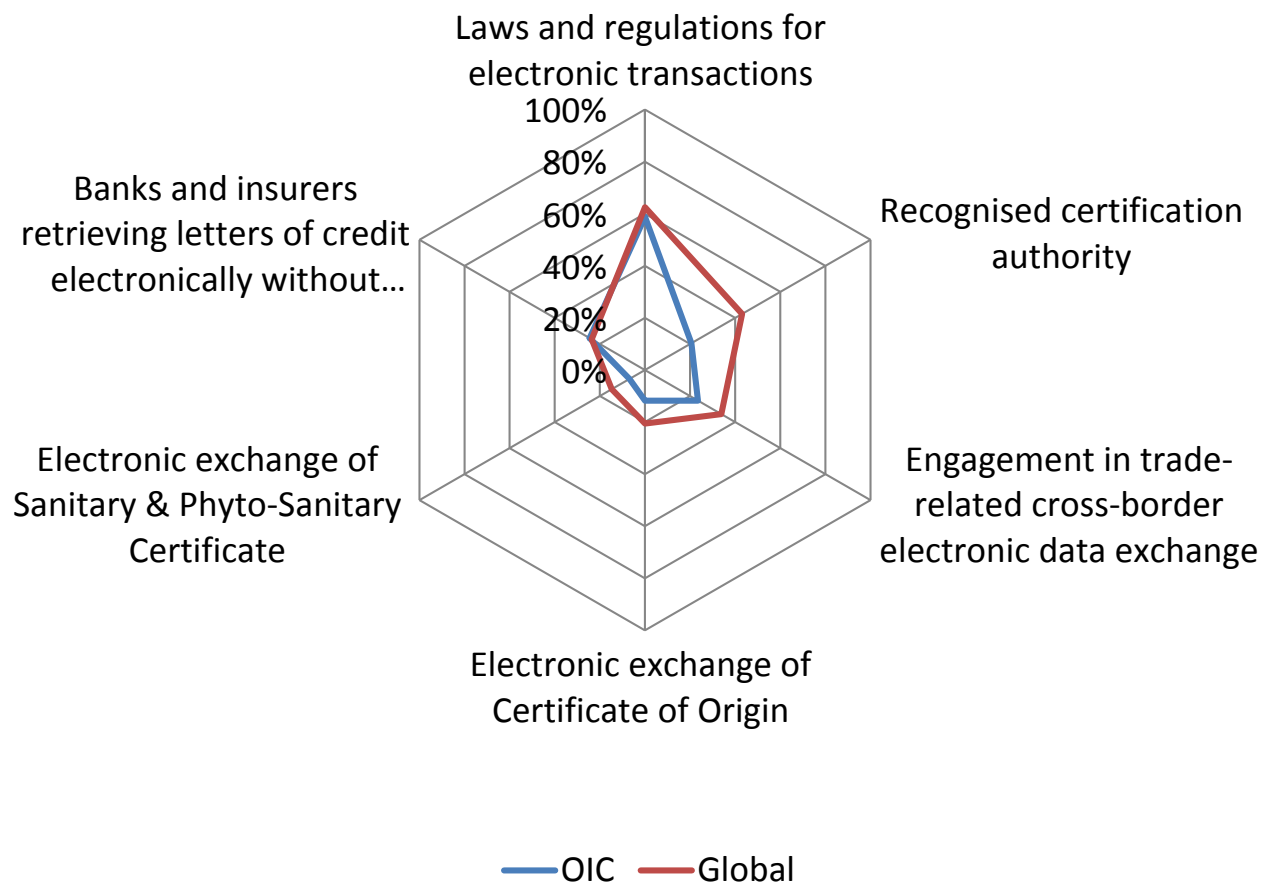 Laws and regulations for
electronic transactions
100%
80%
60%
40%
20%
0%
Recognised certification
authority
Engagement in trade-
related cross-border
electronic data exchange
Electronic exchange of
Certificate of Origin
Electronic exchange of
Sanitary & Phyto-Sanitary
Certificate
Banks and insurers
retrieving letters of credit
electronically without…
OIC
Global